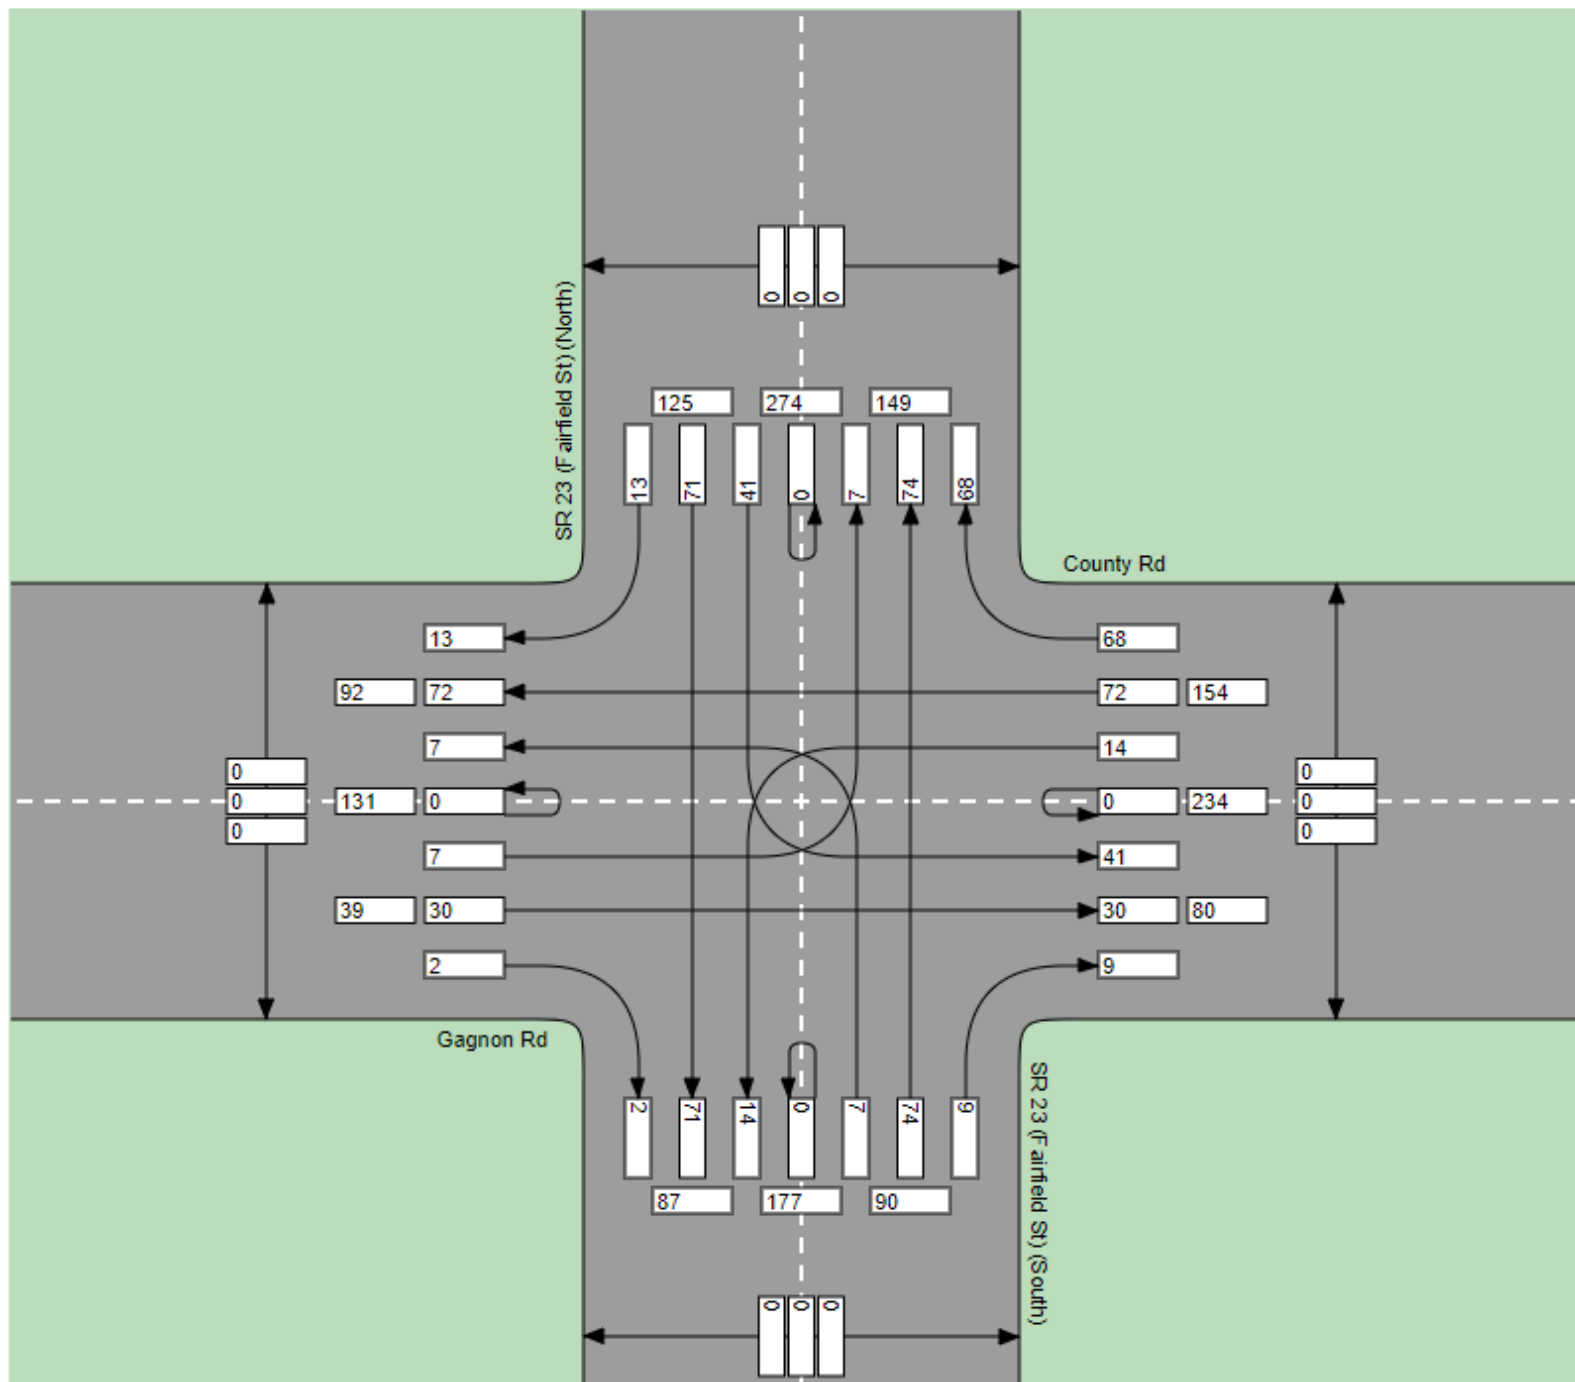 0 0 0
SR 23 (Fairfield St) (North)
125 274 149
13 71 41 0 7 74 68
County Rd
13 68
92 72 72 154
7 14
0 0
131 0 0 234
0 0
0 0
7 41
39 30 30 80
2 9
Gagnon Rd
SR 23 (Fairfield St) (South)
2 71 14 0 7 74 9
87 177 90
0 0 0